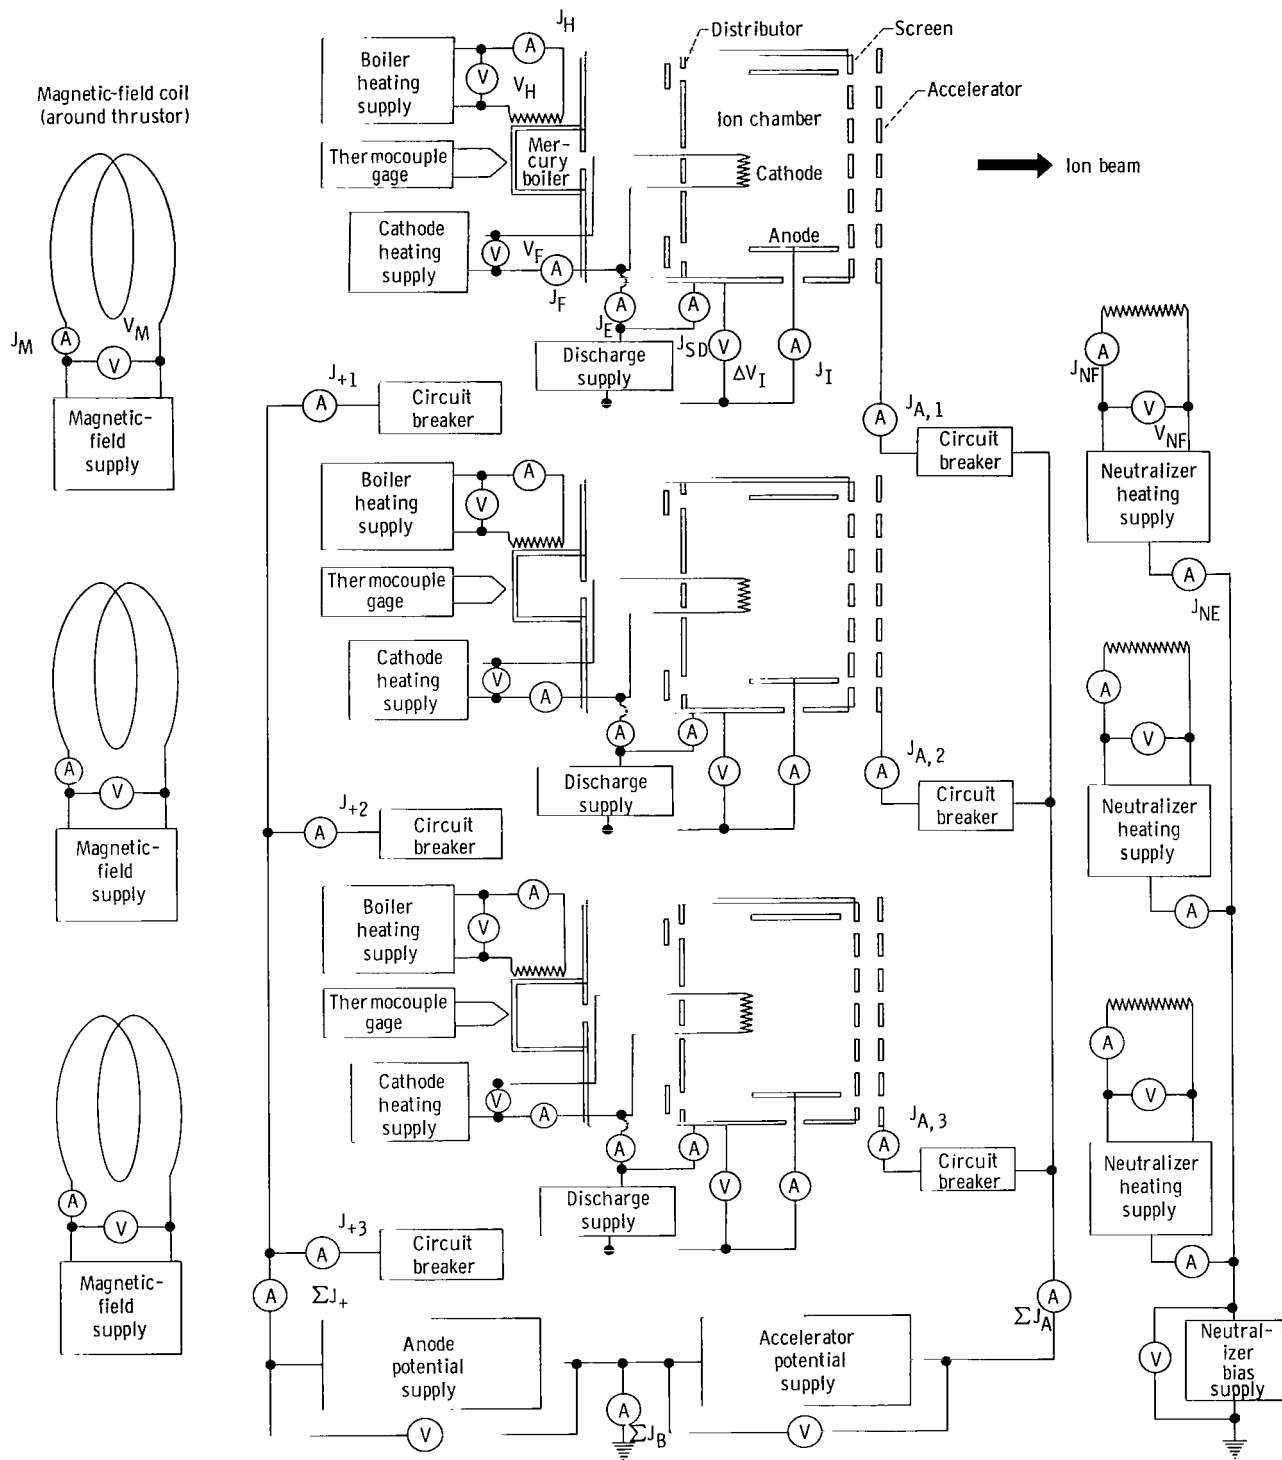 Magnetic-field coil
(around thrustor)
J_M
A
V_M
V
Magnetic-
field
supply
J_H
Boiler
heating
supply
A
V
V_H
Thermocouple
gage
Mer-
cury
boiler
Cathode
heating
supply
V
V_F
A
J_F
Distributor
Screen
Accelerator
Ion chamber
Cathode
Anode
Ion beam
A
J_E
A
J_SD
V
ΔV_I
A
J_I
Discharge
supply
J_+1
A
Circuit
breaker
J_A,1
A
Circuit
breaker
J_NF
A
V
V_NF
Neutralizer
heating
supply
A
J_NE
A
V
Magnetic-
field
supply
Boiler
heating
supply
A
V
Thermocouple
gage
Cathode
heating
supply
V
A
A
A
V
A
Discharge
supply
J_+2
A
Circuit
breaker
J_A,2
A
Circuit
breaker
A
V
Neutralizer
heating
supply
A
A
V
Magnetic-
field
supply
Boiler
heating
supply
A
V
Thermocouple
gage
Cathode
heating
supply
V
A
A
A
V
A
Discharge
supply
J_+3
A
Circuit
breaker
J_A,3
A
Circuit
breaker
A
V
Neutralizer
heating
supply
A
A
ΣJ_+
Anode
potential
supply
V
A
ΣJ_B
Accelerator
potential
supply
V
A
ΣJ_A
V
Neutral-
izer
bias
supply